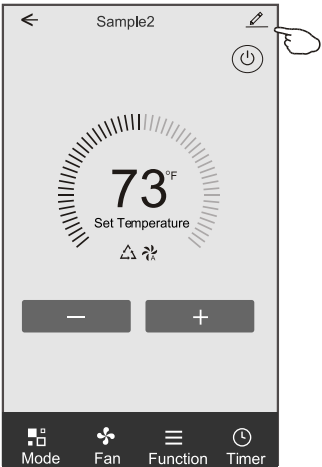 Sample2
73°F
Set Temperature
A
Mode Fan Function Timer